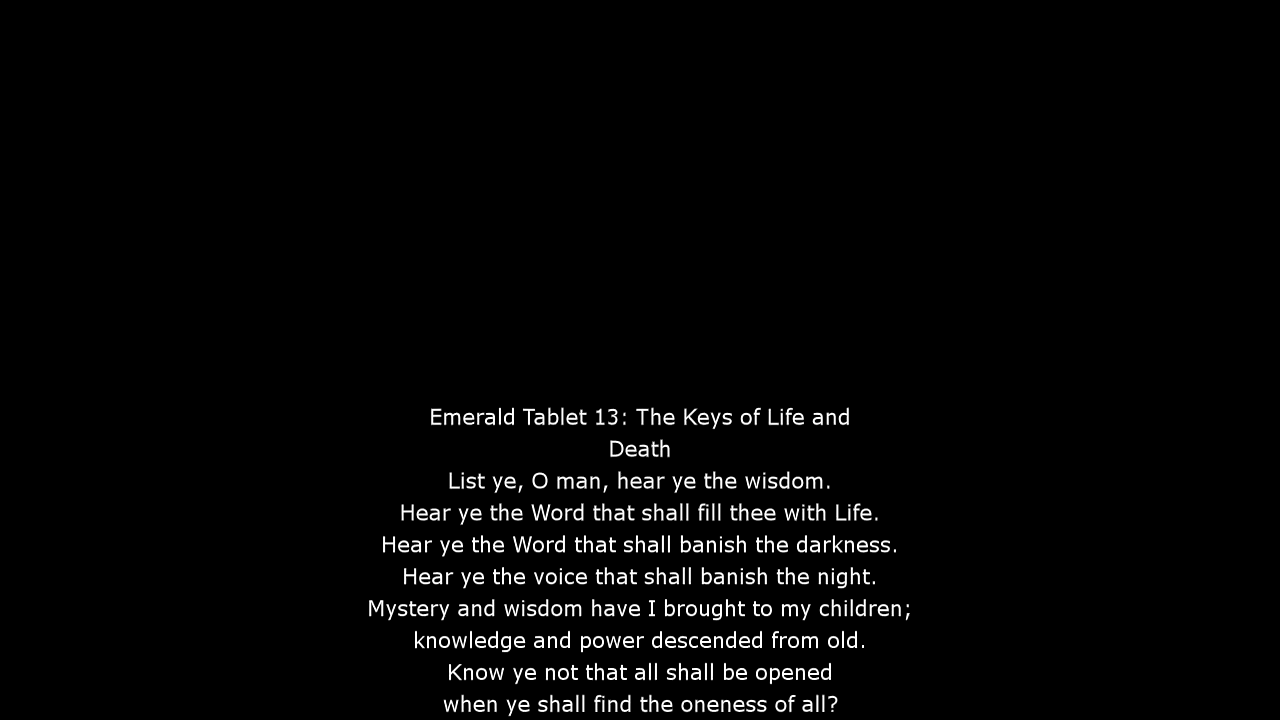 Emerald Tablet 13: The Keys of Life and
Death
List ye, O man, hear ye the wisdom.
Hear ye the Word that shall fill thee with Life.
Hear ye the Word that shall banish the darkness.
Hear ye the voice that shall banish the night.
Mystery and wisdom have I brought to my children;
knowledge and power descended from old.
Know ye not that all shall be opened
when ye shall find the oneness of all?